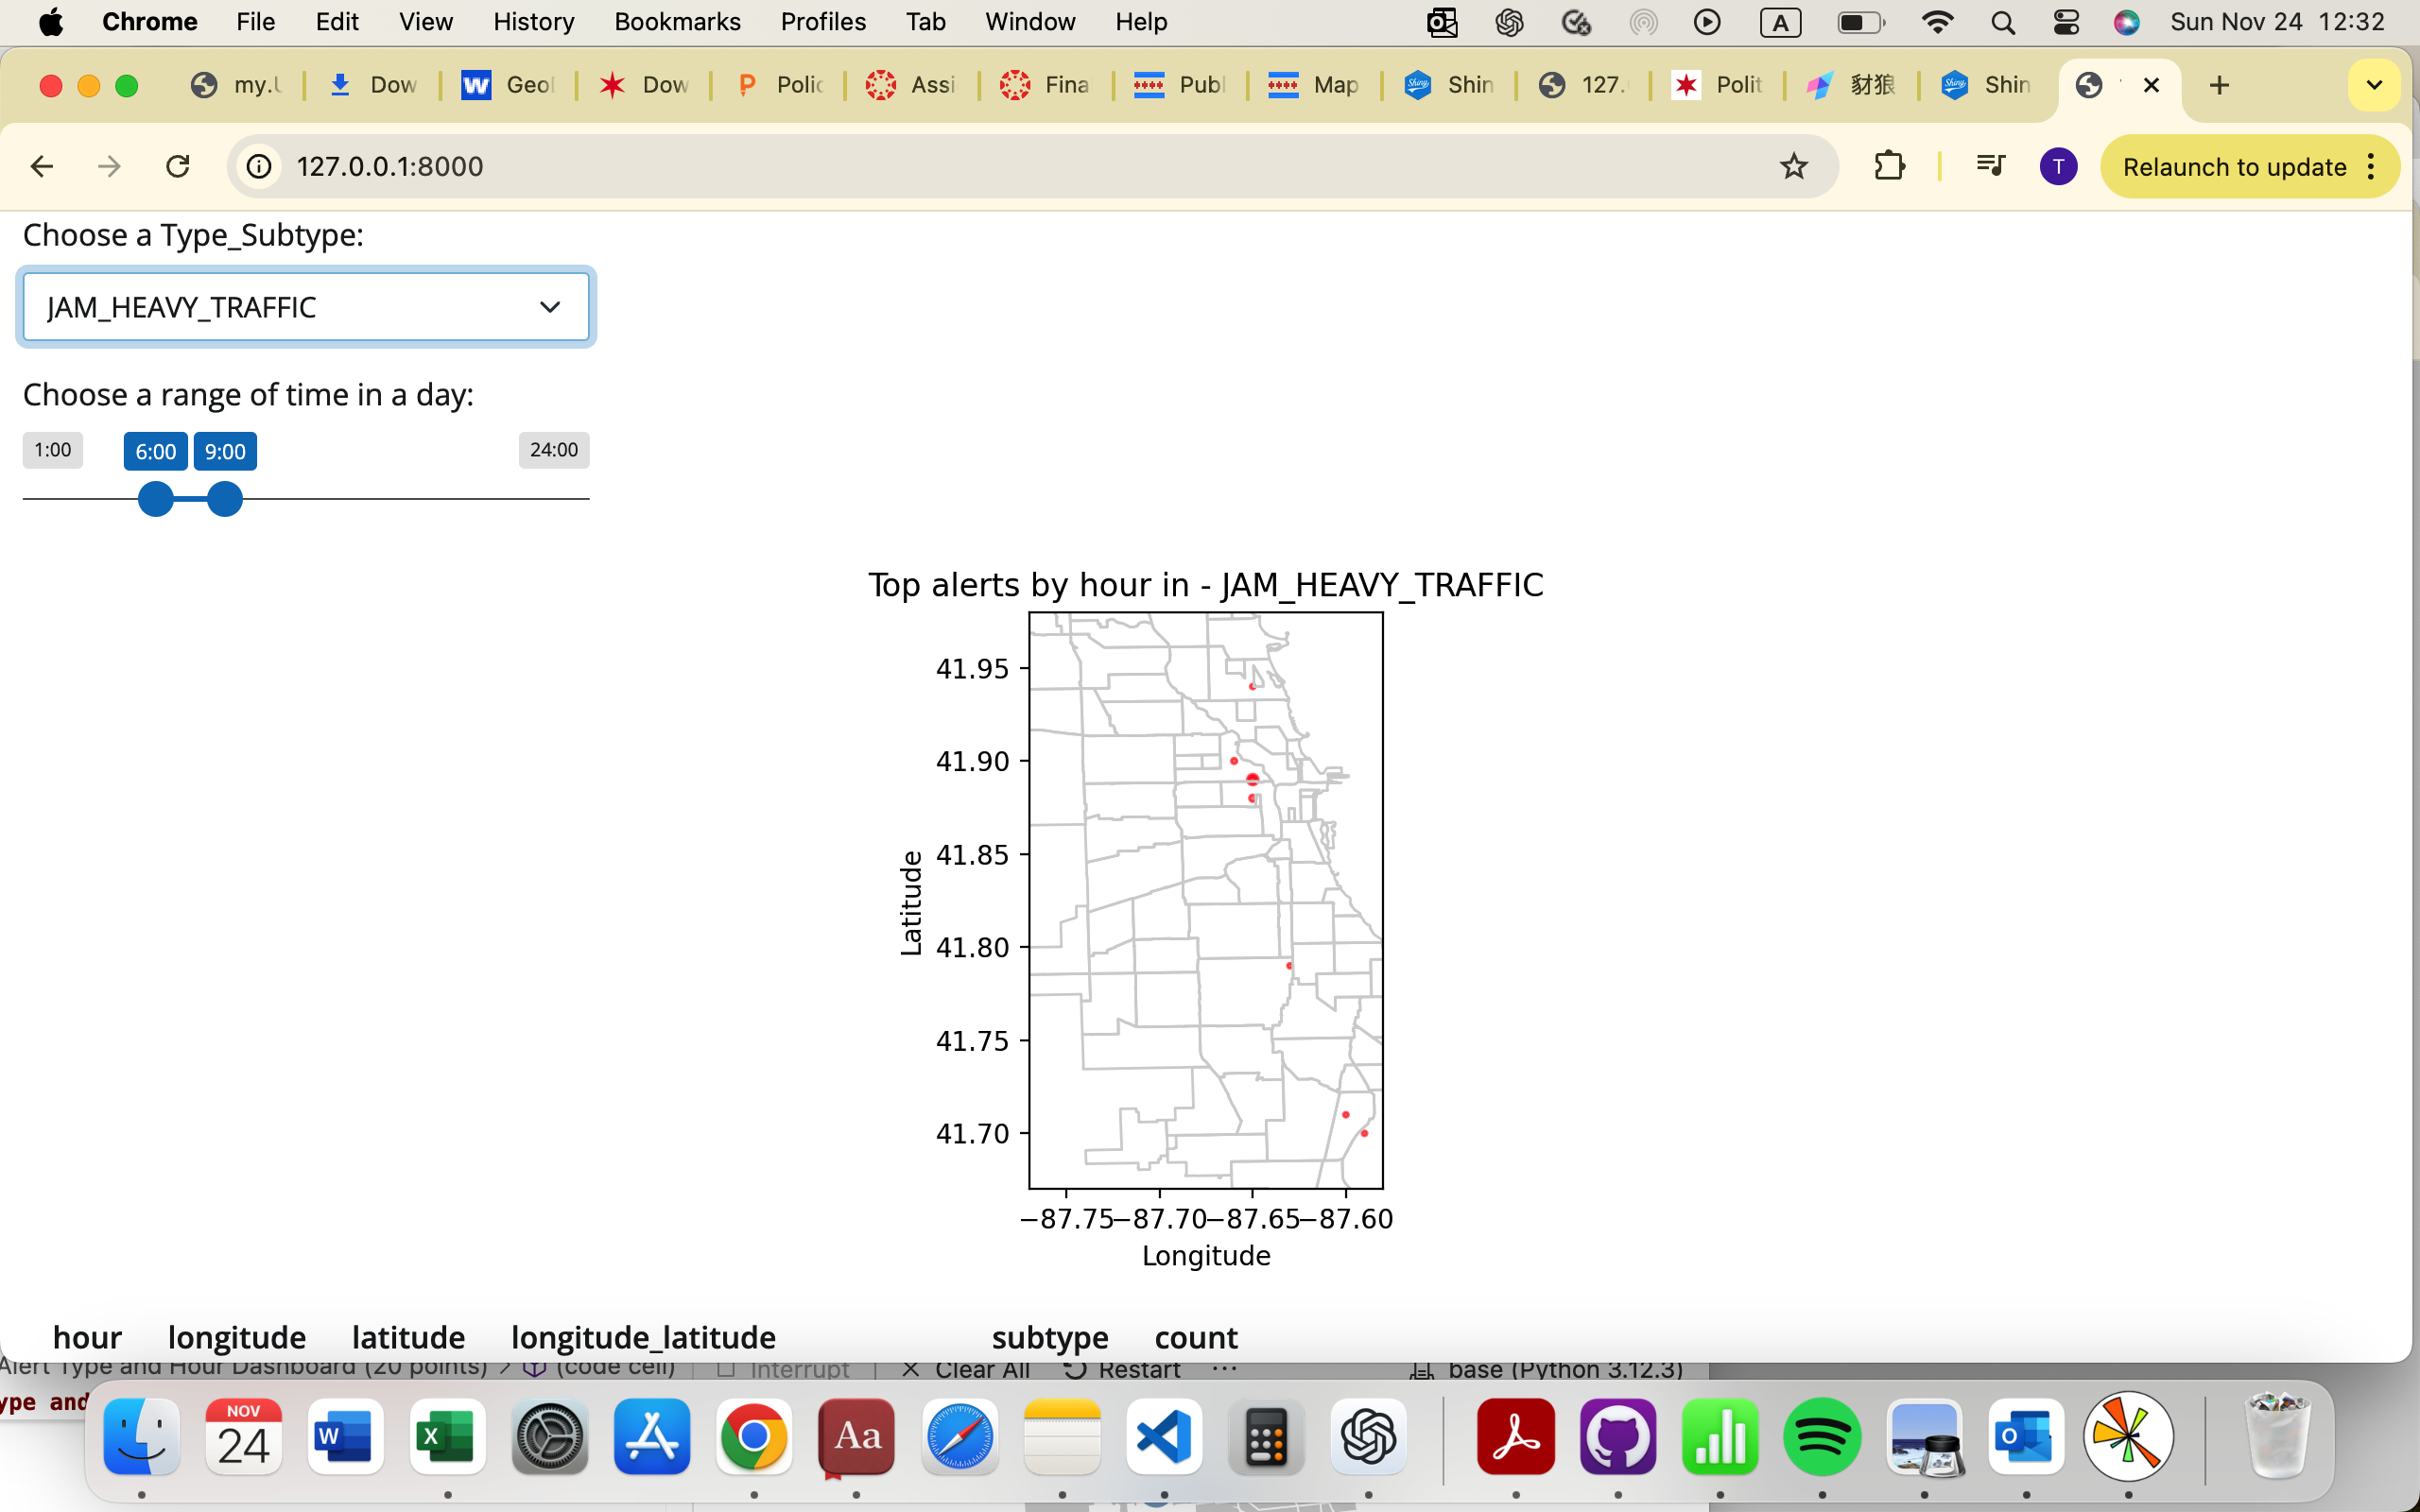 Chrome File Edit View History Bookmarks Profiles Tab Window Help A Sun Nov 24 12:32
my.U Dow W Geol Dow P Polic Assi Fina Publ Map Shin 127. Polit 豺狼 Shin
127.0.0.1:8000 T Relaunch to update
Choose a Type_Subtype:
JAM_HEAVY_TRAFFIC
Choose a range of time in a day:
1:00 6:00 9:00 24:00
Top alerts by hour in - JAM_HEAVY_TRAFFIC
41.95
41.90
41.85
41.80
41.75
41.70
Latitude
−87.75 −87.70 −87.65 −87.60
Longitude
hour longitude latitude longitude_latitude subtype count
Alert Type and Hour Dashboard (20 points) > (code cell) Interrupt Clear All Restart ··· base (Python 3.12.3)
ype and
NOV
24
W
X
Aa
O